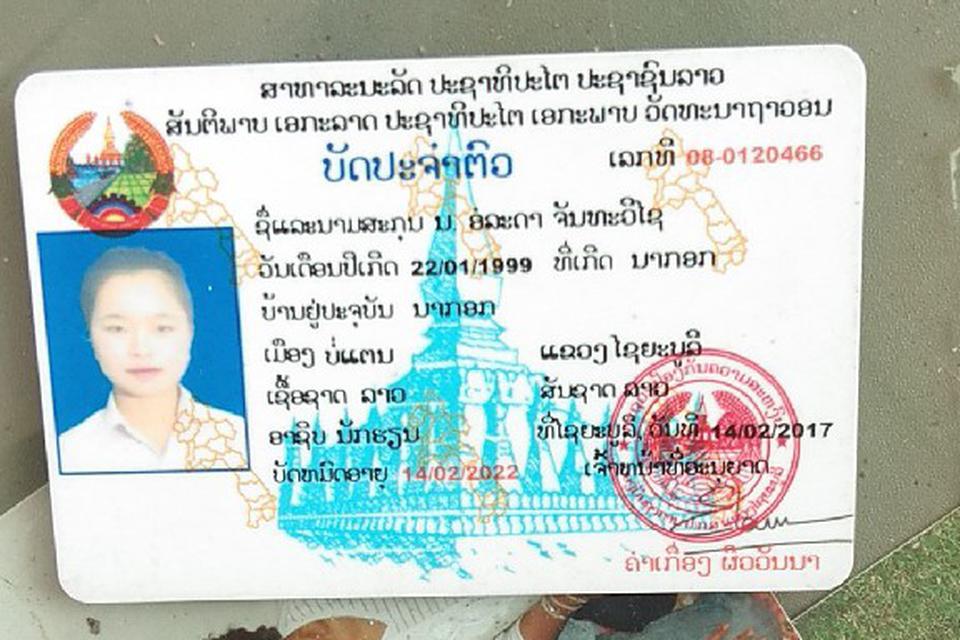 ສາທາລະນະລັດ ປະຊາທິປະໄຕ ປະຊາຊົນລາວ
ສັນຕິພາບ ເອກະລາດ ປະຊາທິປະໄຕ ເອກະພາບ ວັດທະນາຖາວອນ
ບັດປະຈຳຕົວ
ເລກທີ 08-0120466
ຊື່ແລະນາມສະກຸນ ນ. ອໍລະດາ ຈັນທະວີໄຊ
ວັນເດືອນປີເກີດ 22/01/1999 ທີ່ເກີດ ນາກອກ
ບ້ານຢູ່ປະຈຸບັນ ນາກອກ
ເມືອງ ບໍ່ແຕນ ແຂວງ ໄຊຍະບູລີ
ເຊື້ອຊາດ ລາວ ສັນຊາດ ລາວ
ອາຊິບ ນັກຮຽນ ທີ່ໄຊຍະບູລີ, ວັນທີ 14/02/2017
ບັດຫມົດອາຍຸ 14/02/2022 ເຈົ້າຫນ້າທີ່ອະນຸຍາດ
ຄຳເກື່ອງ ຜິວວັນນາ